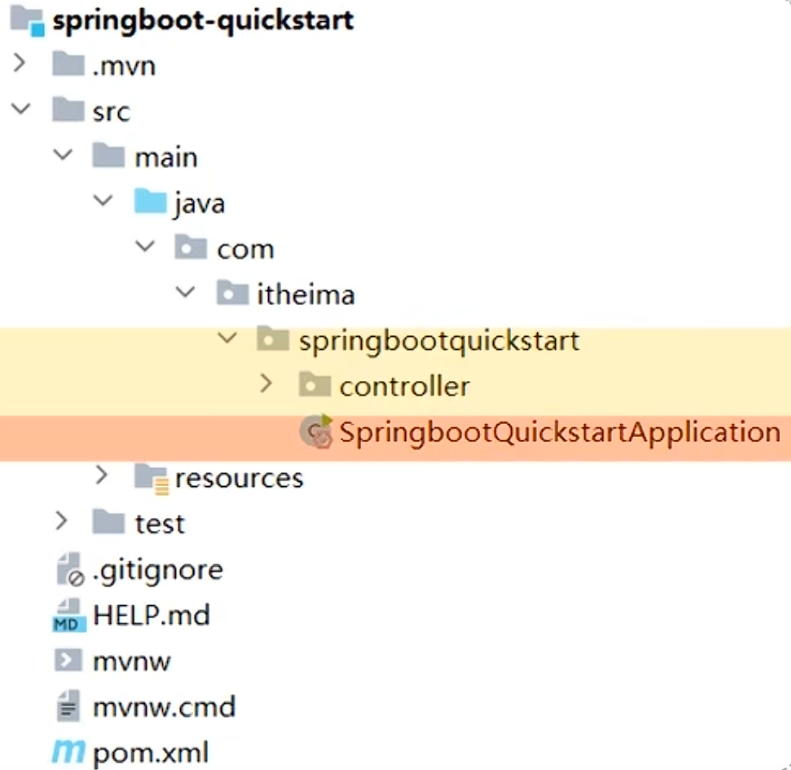 springboot-quickstart
.mvn
src
main
java
com
itheima
springbootquickstart
controller
SpringbootQuickstartApplication
resources
test
.gitignore
HELP.md
mvnw
mvnw.cmd
pom.xml